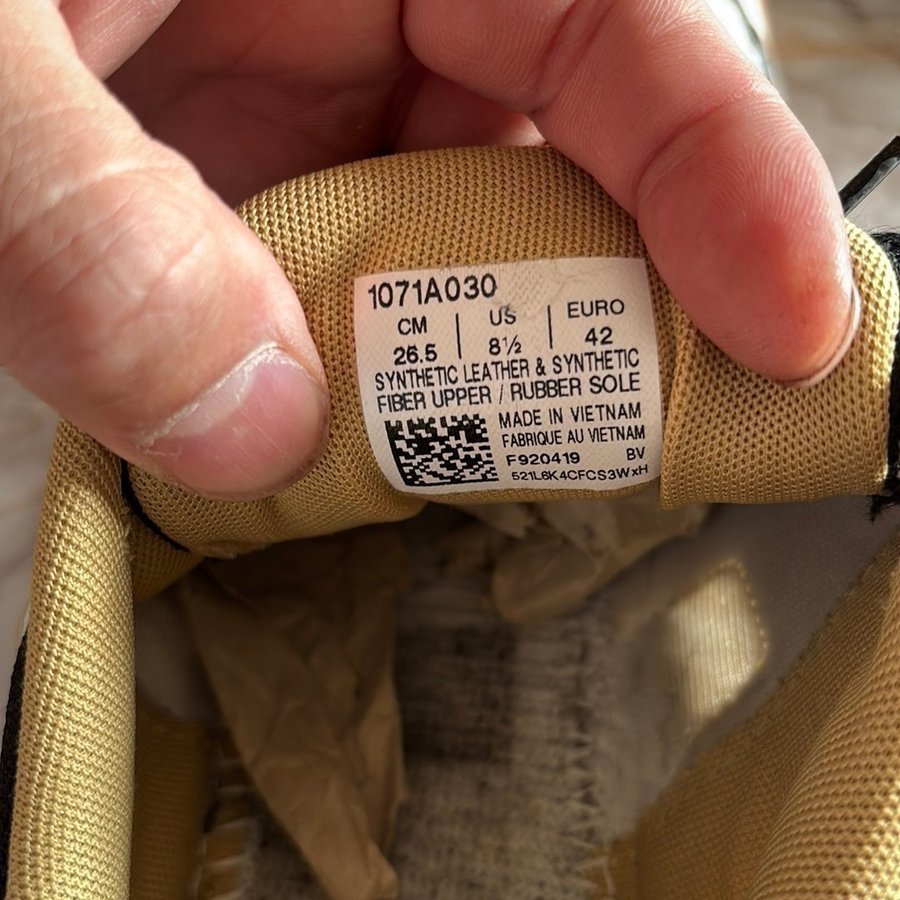 1071A030
CM | US | EURO
26.5 | 8½ | 42
SYNTHETIC LEATHER & SYNTHETIC
FIBER UPPER / RUBBER SOLE
MADE IN VIETNAM
FABRIQUE AU VIETNAM
F920419 BV
521L8K4CFCS3WxH